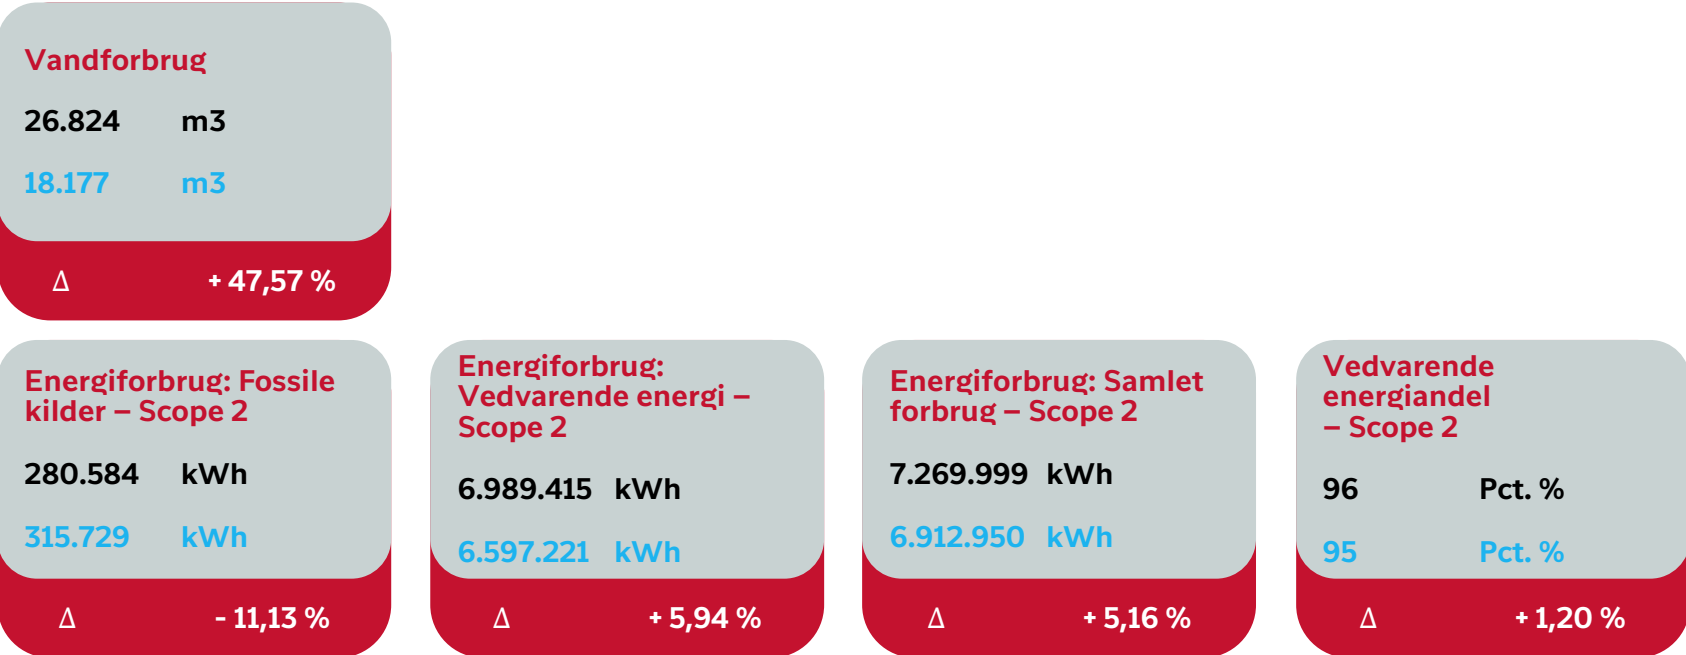 Vandforbrug
26.824 m3
18.177 m3
Δ + 47,57 %
Energiforbrug: Fossile
kilder – Scope 2
280.584 kWh
315.729 kWh
Δ - 11,13 %
Energiforbrug:
Vedvarende energi –
Scope 2
6.989.415 kWh
6.597.221 kWh
Δ + 5,94 %
Energiforbrug: Samlet
forbrug – Scope 2
7.269.999 kWh
6.912.950 kWh
Δ + 5,16 %
Vedvarende
energiandel
– Scope 2
96 Pct. %
95 Pct. %
Δ + 1,20 %